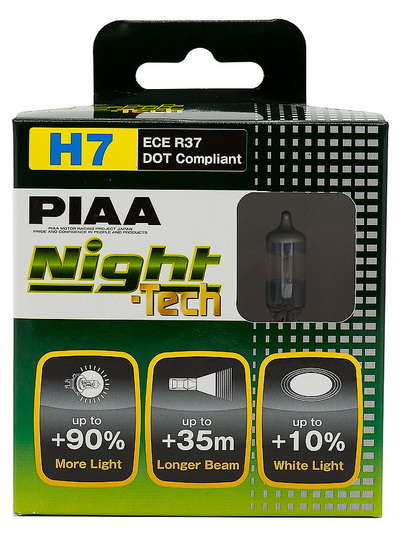 H7
ECE R37
DOT Compliant
PIAA
PIAA MOTOR RACING PROJECT JAPAN
PRIDE AND CONFIDENCE IN PEOPLE AND PRODUCTS
Night
-Tech
up to
+90%
More Light
up to
+35m
Longer Beam
up to
+10%
White Light